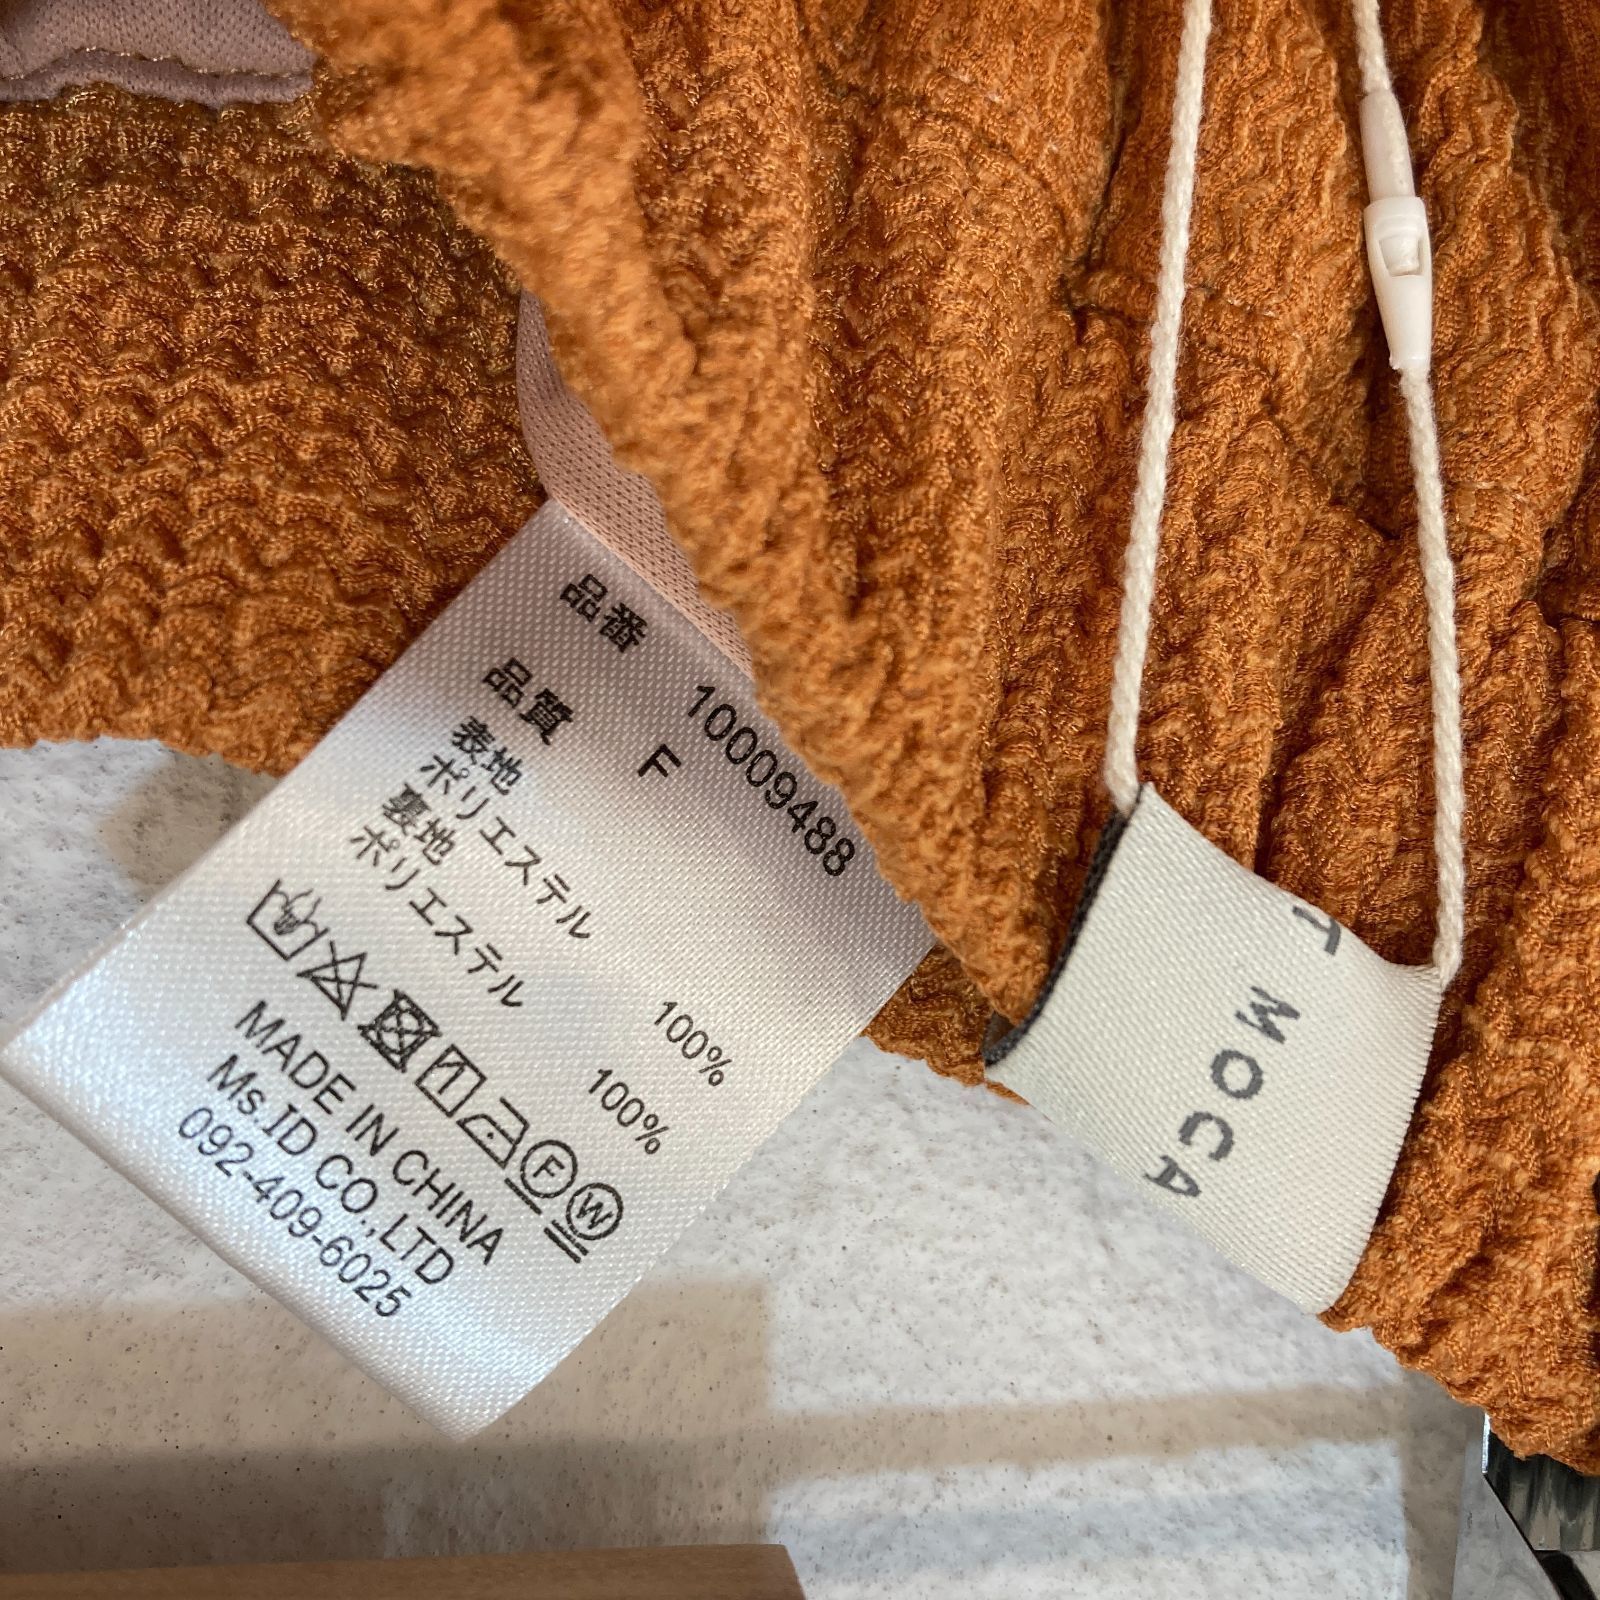 品番 10009488
品質 F
表地
ポリエステル 100%
裏地
ポリエステル 100%
F W
MADE IN CHINA
Ms.ID CO.,LTD
092-409-6025
T MOCA